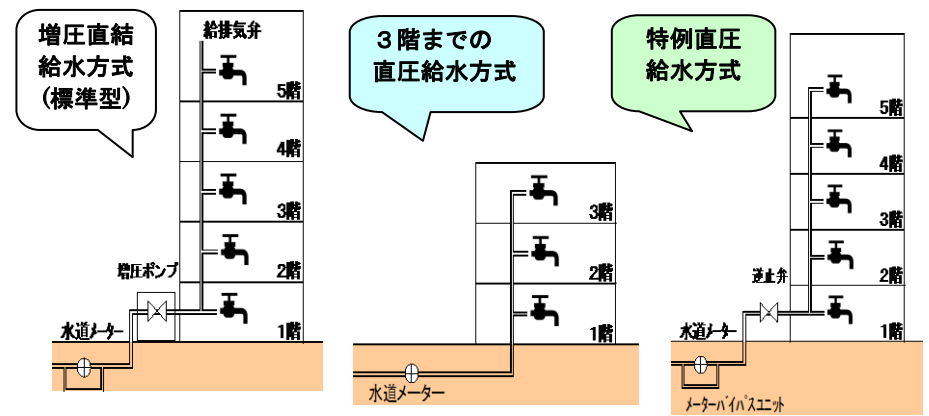 増圧直結
給水方式
(標準型)
給排気弁
5階
4階
3階
2階
1階
増圧ポンプ
水道メーター
３階までの
直圧給水方式
3階
2階
1階
水道メーター
特例直圧
給水方式
5階
4階
3階
2階
1階
逆止弁
水道メーター
メーターバイパスユニット